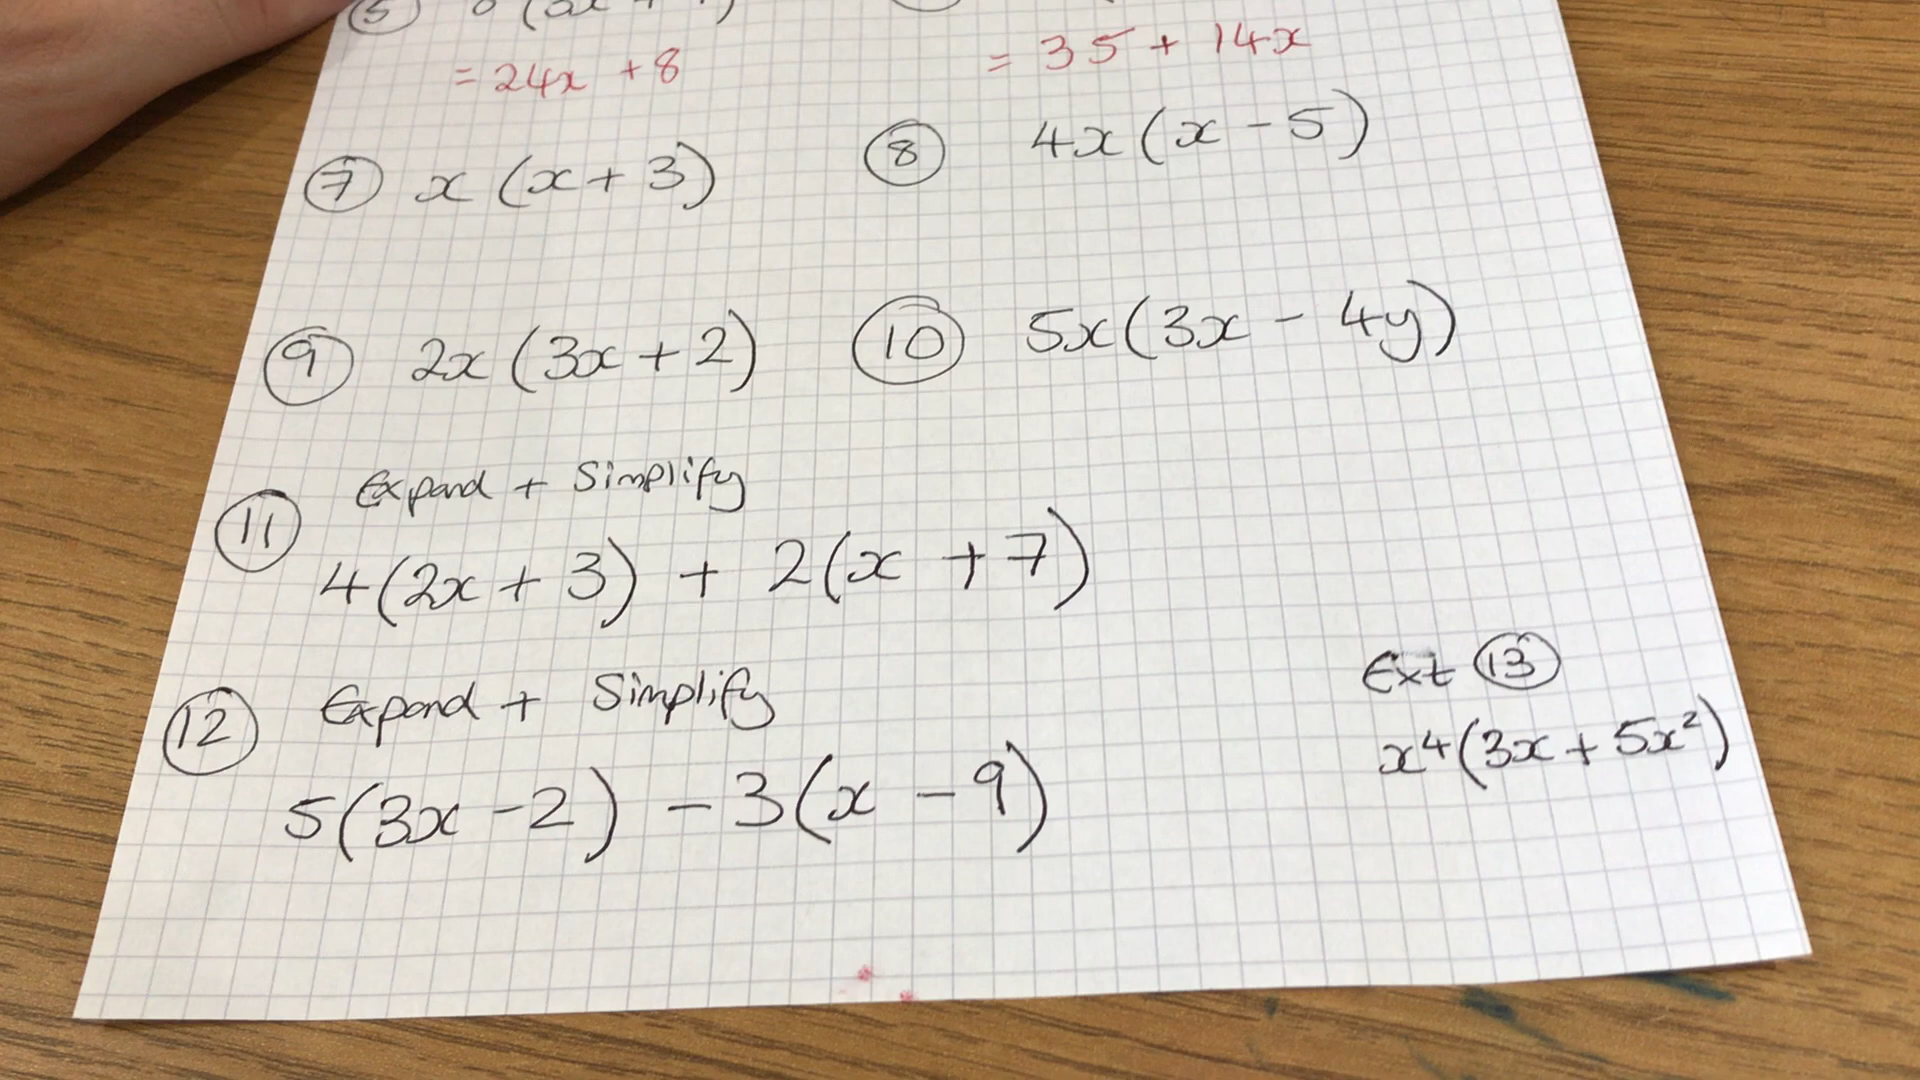 5
= 24x + 8
= 35 + 14x
7 x (x + 3)
8 4x (x - 5)
9 2x (3x + 2)
10 5x (3x - 4y)
Expand + Simplify
11 4(2x + 3) + 2(x + 7)
Expand + Simplify
12 5(3x - 2) - 3(x - 9)
Ext 13
x⁴(3x + 5x²)